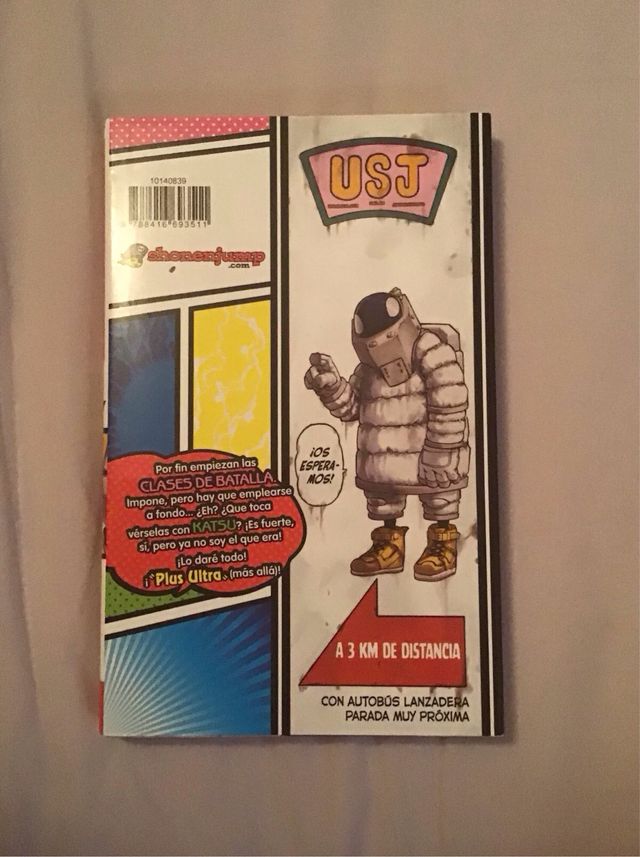 10140839
9788416693511
shonenjump
.com
Por fin empiezan las
CLASES DE BATALLA.
Impone, pero hay que emplearse
a fondo... ¿Eh? ¿Que toca
vérselas con KATSU? ¡Es fuerte,
sí, pero ya no soy el que era!
¡Lo daré todo!
¡"Plus Ultra" (más allá)!
USJ
¡OS
ESPERA-
MOS!
A 3 KM DE DISTANCIA
CON AUTOBÚS LANZADERA
PARADA MUY PRÓXIMA